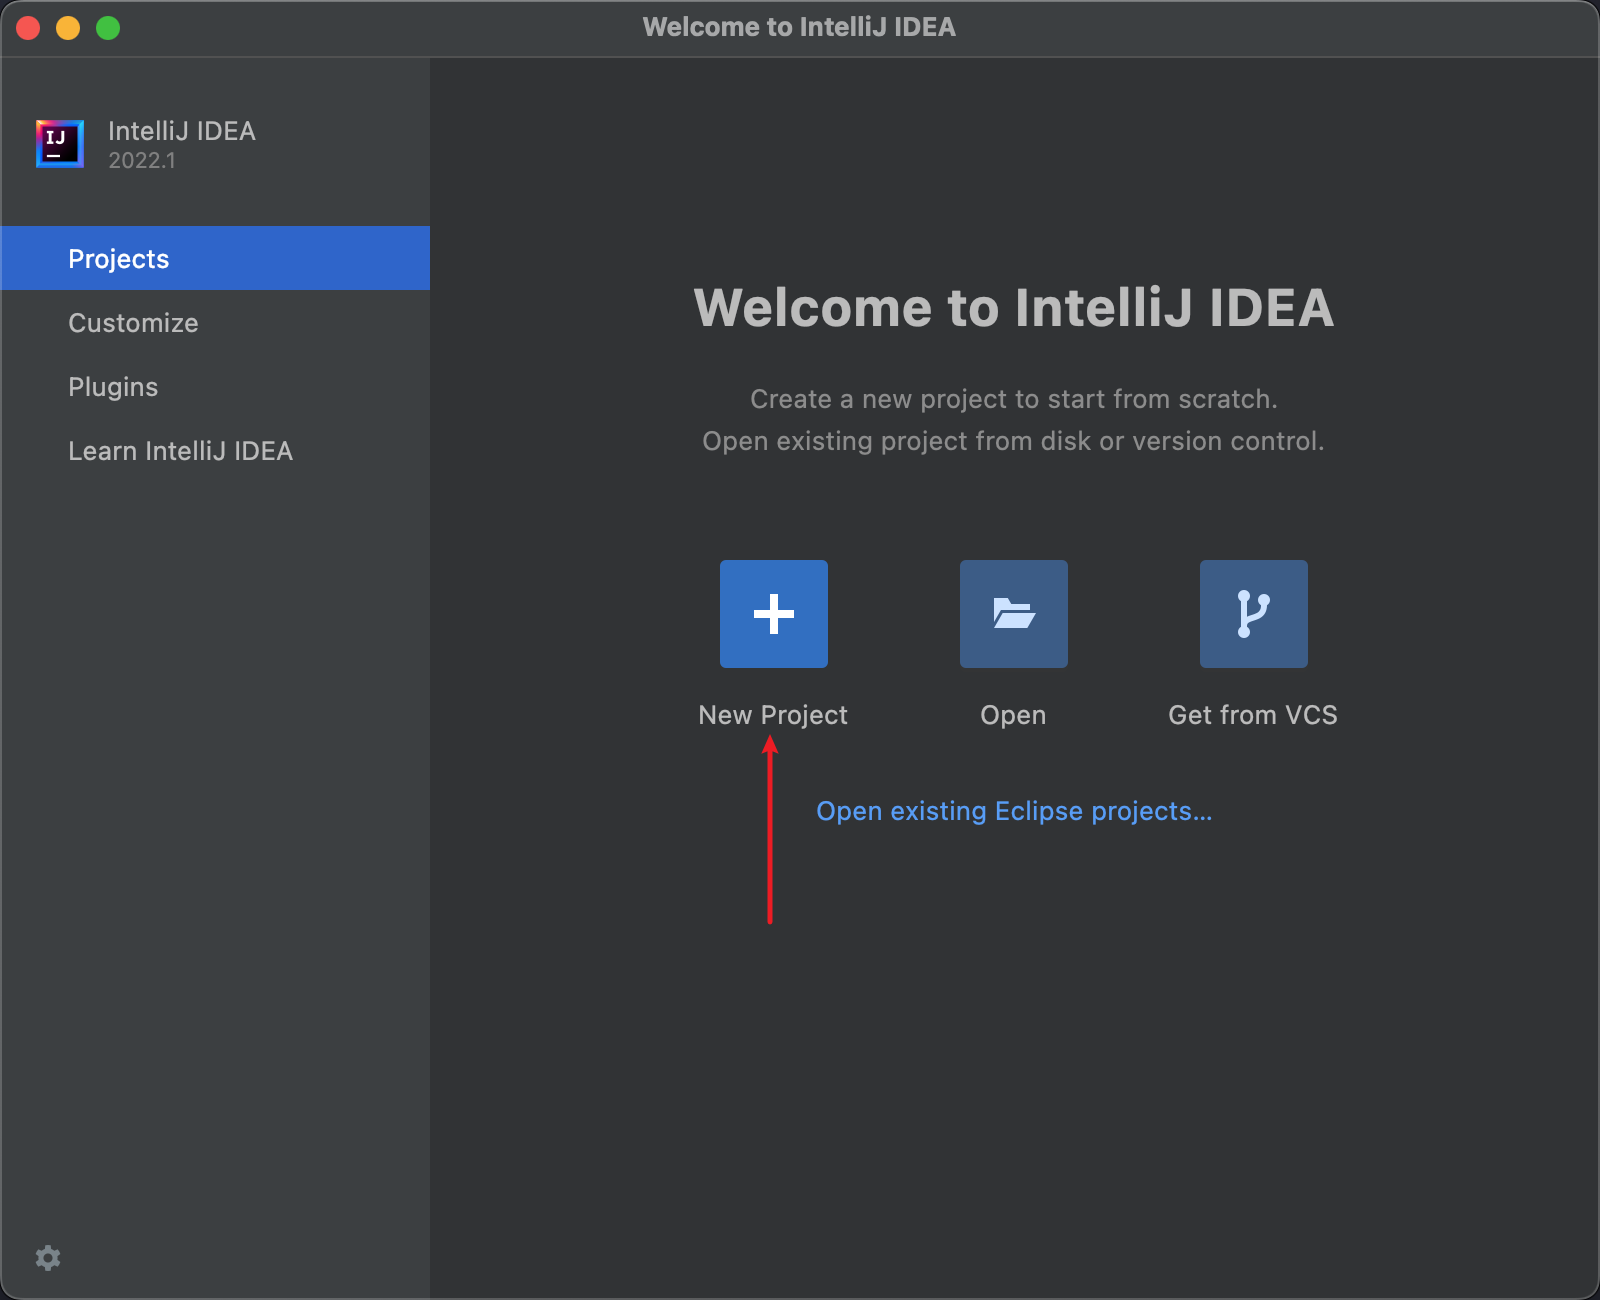 Welcome to IntelliJ IDEA
IJ
IntelliJ IDEA
2022.1
Projects
Customize
Plugins
Learn IntelliJ IDEA
Welcome to IntelliJ IDEA
Create a new project to start from scratch.
Open existing project from disk or version control.
New Project
Open
Get from VCS
Open existing Eclipse projects...